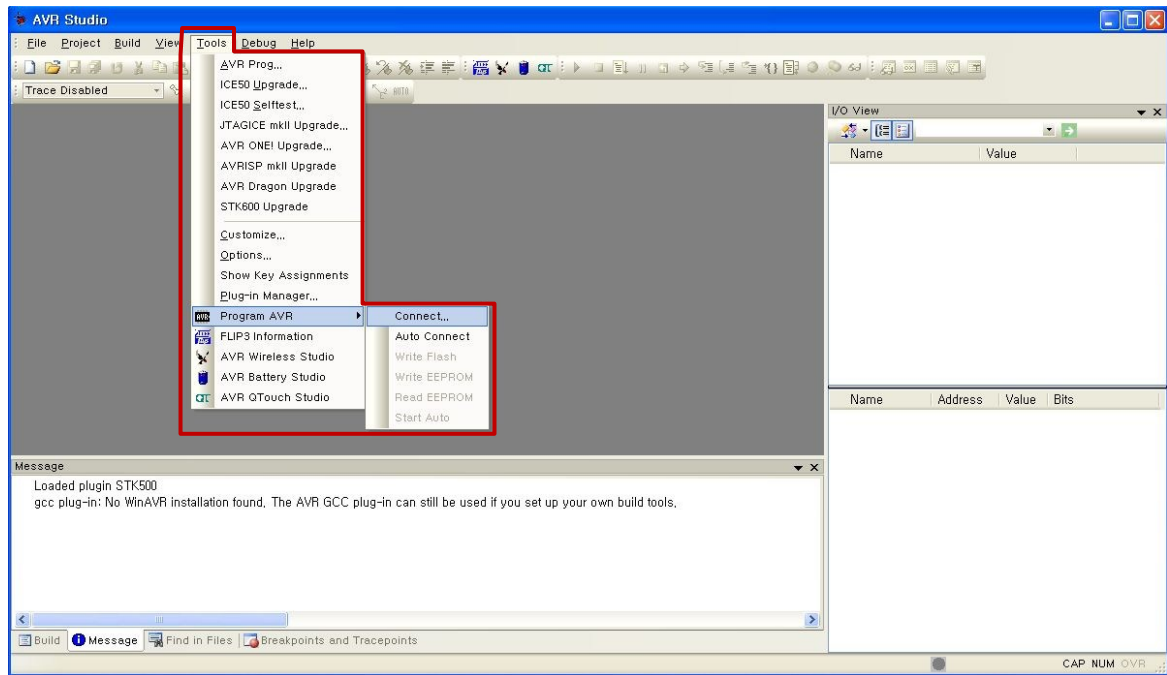 AVR Studio
File Project Build View Tools Debug Help
Trace Disabled
AUTO
AVR Prog...
ICE50 Upgrade...
ICE50 Selftest...
JTAGICE mkII Upgrade...
AVR ONE! Upgrade...
AVRISP mkII Upgrade
AVR Dragon Upgrade
STK600 Upgrade
Customize...
Options...
Show Key Assignments
Plug-in Manager...
Program AVR
FLIP3 Information
AVR Wireless Studio
AVR Battery Studio
AVR QTouch Studio
Connect...
Auto Connect
Write Flash
Write EEPROM
Read EEPROM
Start Auto
I/O View
Name Value
Name Address Value Bits
Message
Loaded plugin STK500
gcc plug-in: No WinAVR installation found, The AVR GCC plug-in can still be used if you set up your own build tools,
Build Message Find in Files Breakpoints and Tracepoints
CAP NUM OVR